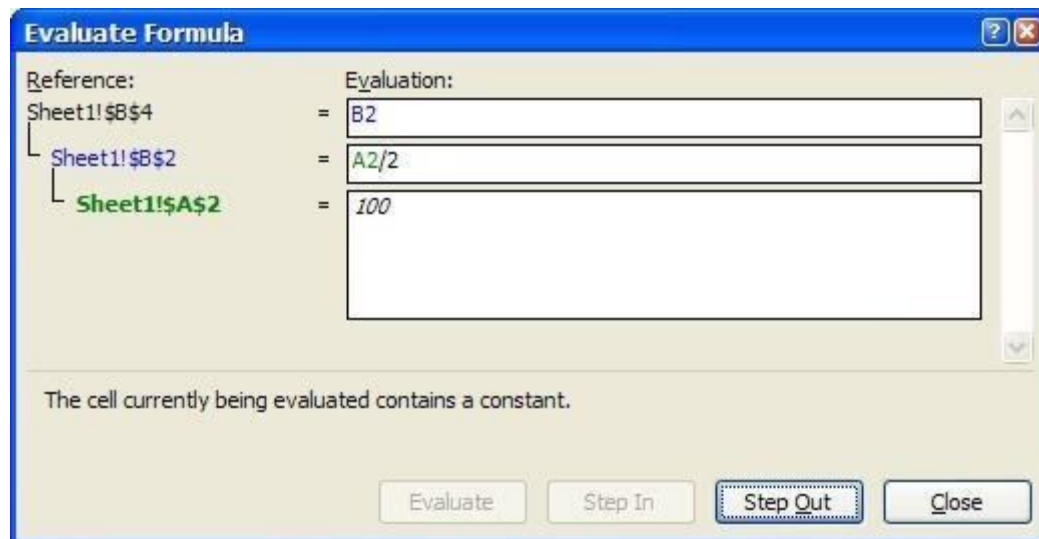 Evaluate Formula
Reference: Evaluation:
Sheet1!$B$4 = B2
Sheet1!$B$2 = A2/2
Sheet1!$A$2 = 100
The cell currently being evaluated contains a constant.
Evaluate Step In Step Out Close